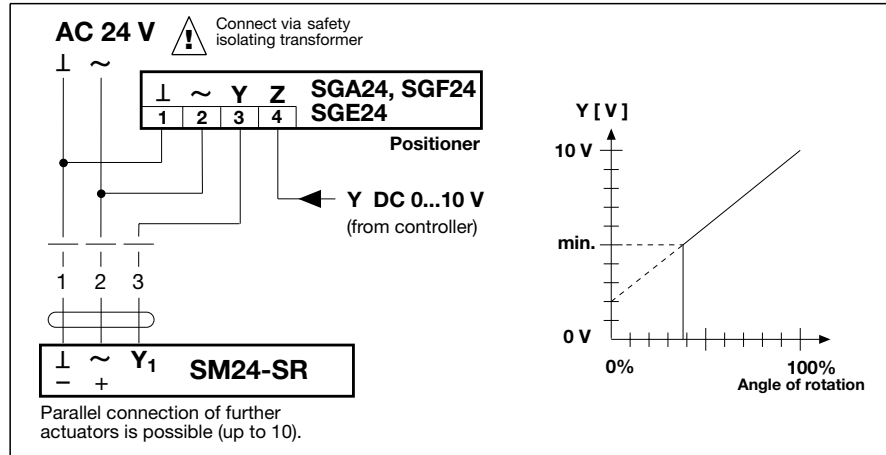 AC 24 V
Connect via safety
isolating transformer
⊥ ~
⊥ ~ Y Z
1 2 3 4
SGA24, SGF24
SGE24
Positioner
Y DC 0...10 V
(from controller)
1 2 3
⊥ ~ Y₁
– +
SM24-SR
Parallel connection of further
actuators is possible (up to 10).
Y [ V ]
10 V
min.
0 V
0% 100%
Angle of rotation